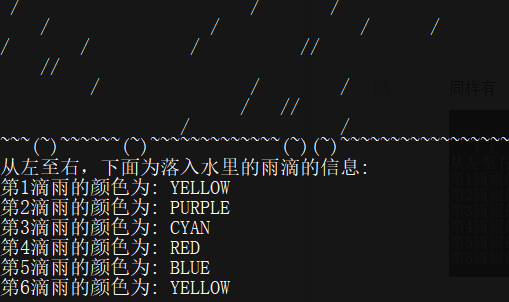 / / /
/ / / /
/ / / //
//
/ / / 同样有
/ //
/ /
~~~( )~~~~~~( )~~~~~~~~~~~~~( )( )~~~~~~~~~~~~~~~~~
从左至右，下面为落入水里的雨滴的信息:
第1滴雨的颜色为: YELLOW
第2滴雨的颜色为: PURPLE
第3滴雨的颜色为: CYAN
第4滴雨的颜色为: RED
第5滴雨的颜色为: BLUE
第6滴雨的颜色为: YELLOW